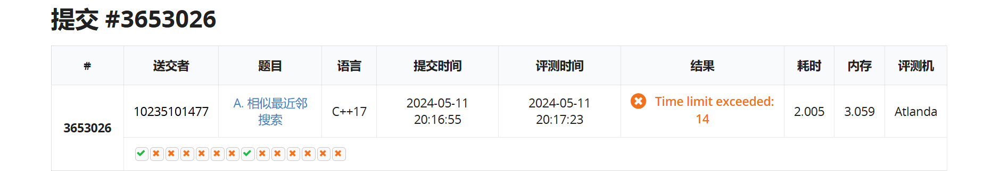 提交 #3653026
# 送交者 题目 语言 提交时间 评测时间 结果 耗时 内存 评测机
3653026 10235101477 A. 相似最近邻 C++17 2024-05-11 2024-05-11 Time limit exceeded: 2.005 3.059 Atlanda
搜索 20:16:55 20:17:23 14